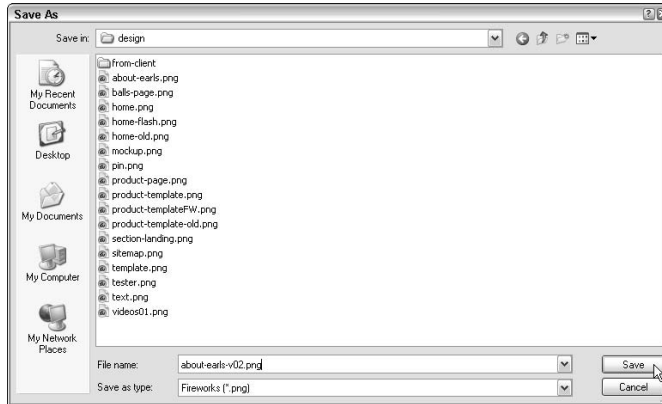 Save As
Save in:
design
from-client
about-earls.png
balls-page.png
home.png
home-flash.png
home-old.png
mockup.png
pin.png
product-page.png
product-template.png
product-templateFW.png
product-template-old.png
section-landing.png
sitemap.png
template.png
tester.png
text.png
videos01.png
My Recent
Documents
Desktop
My Documents
My Computer
My Network
Places
File name:
about-earls-v02.png
Save
Save as type:
Fireworks (*.png)
Cancel